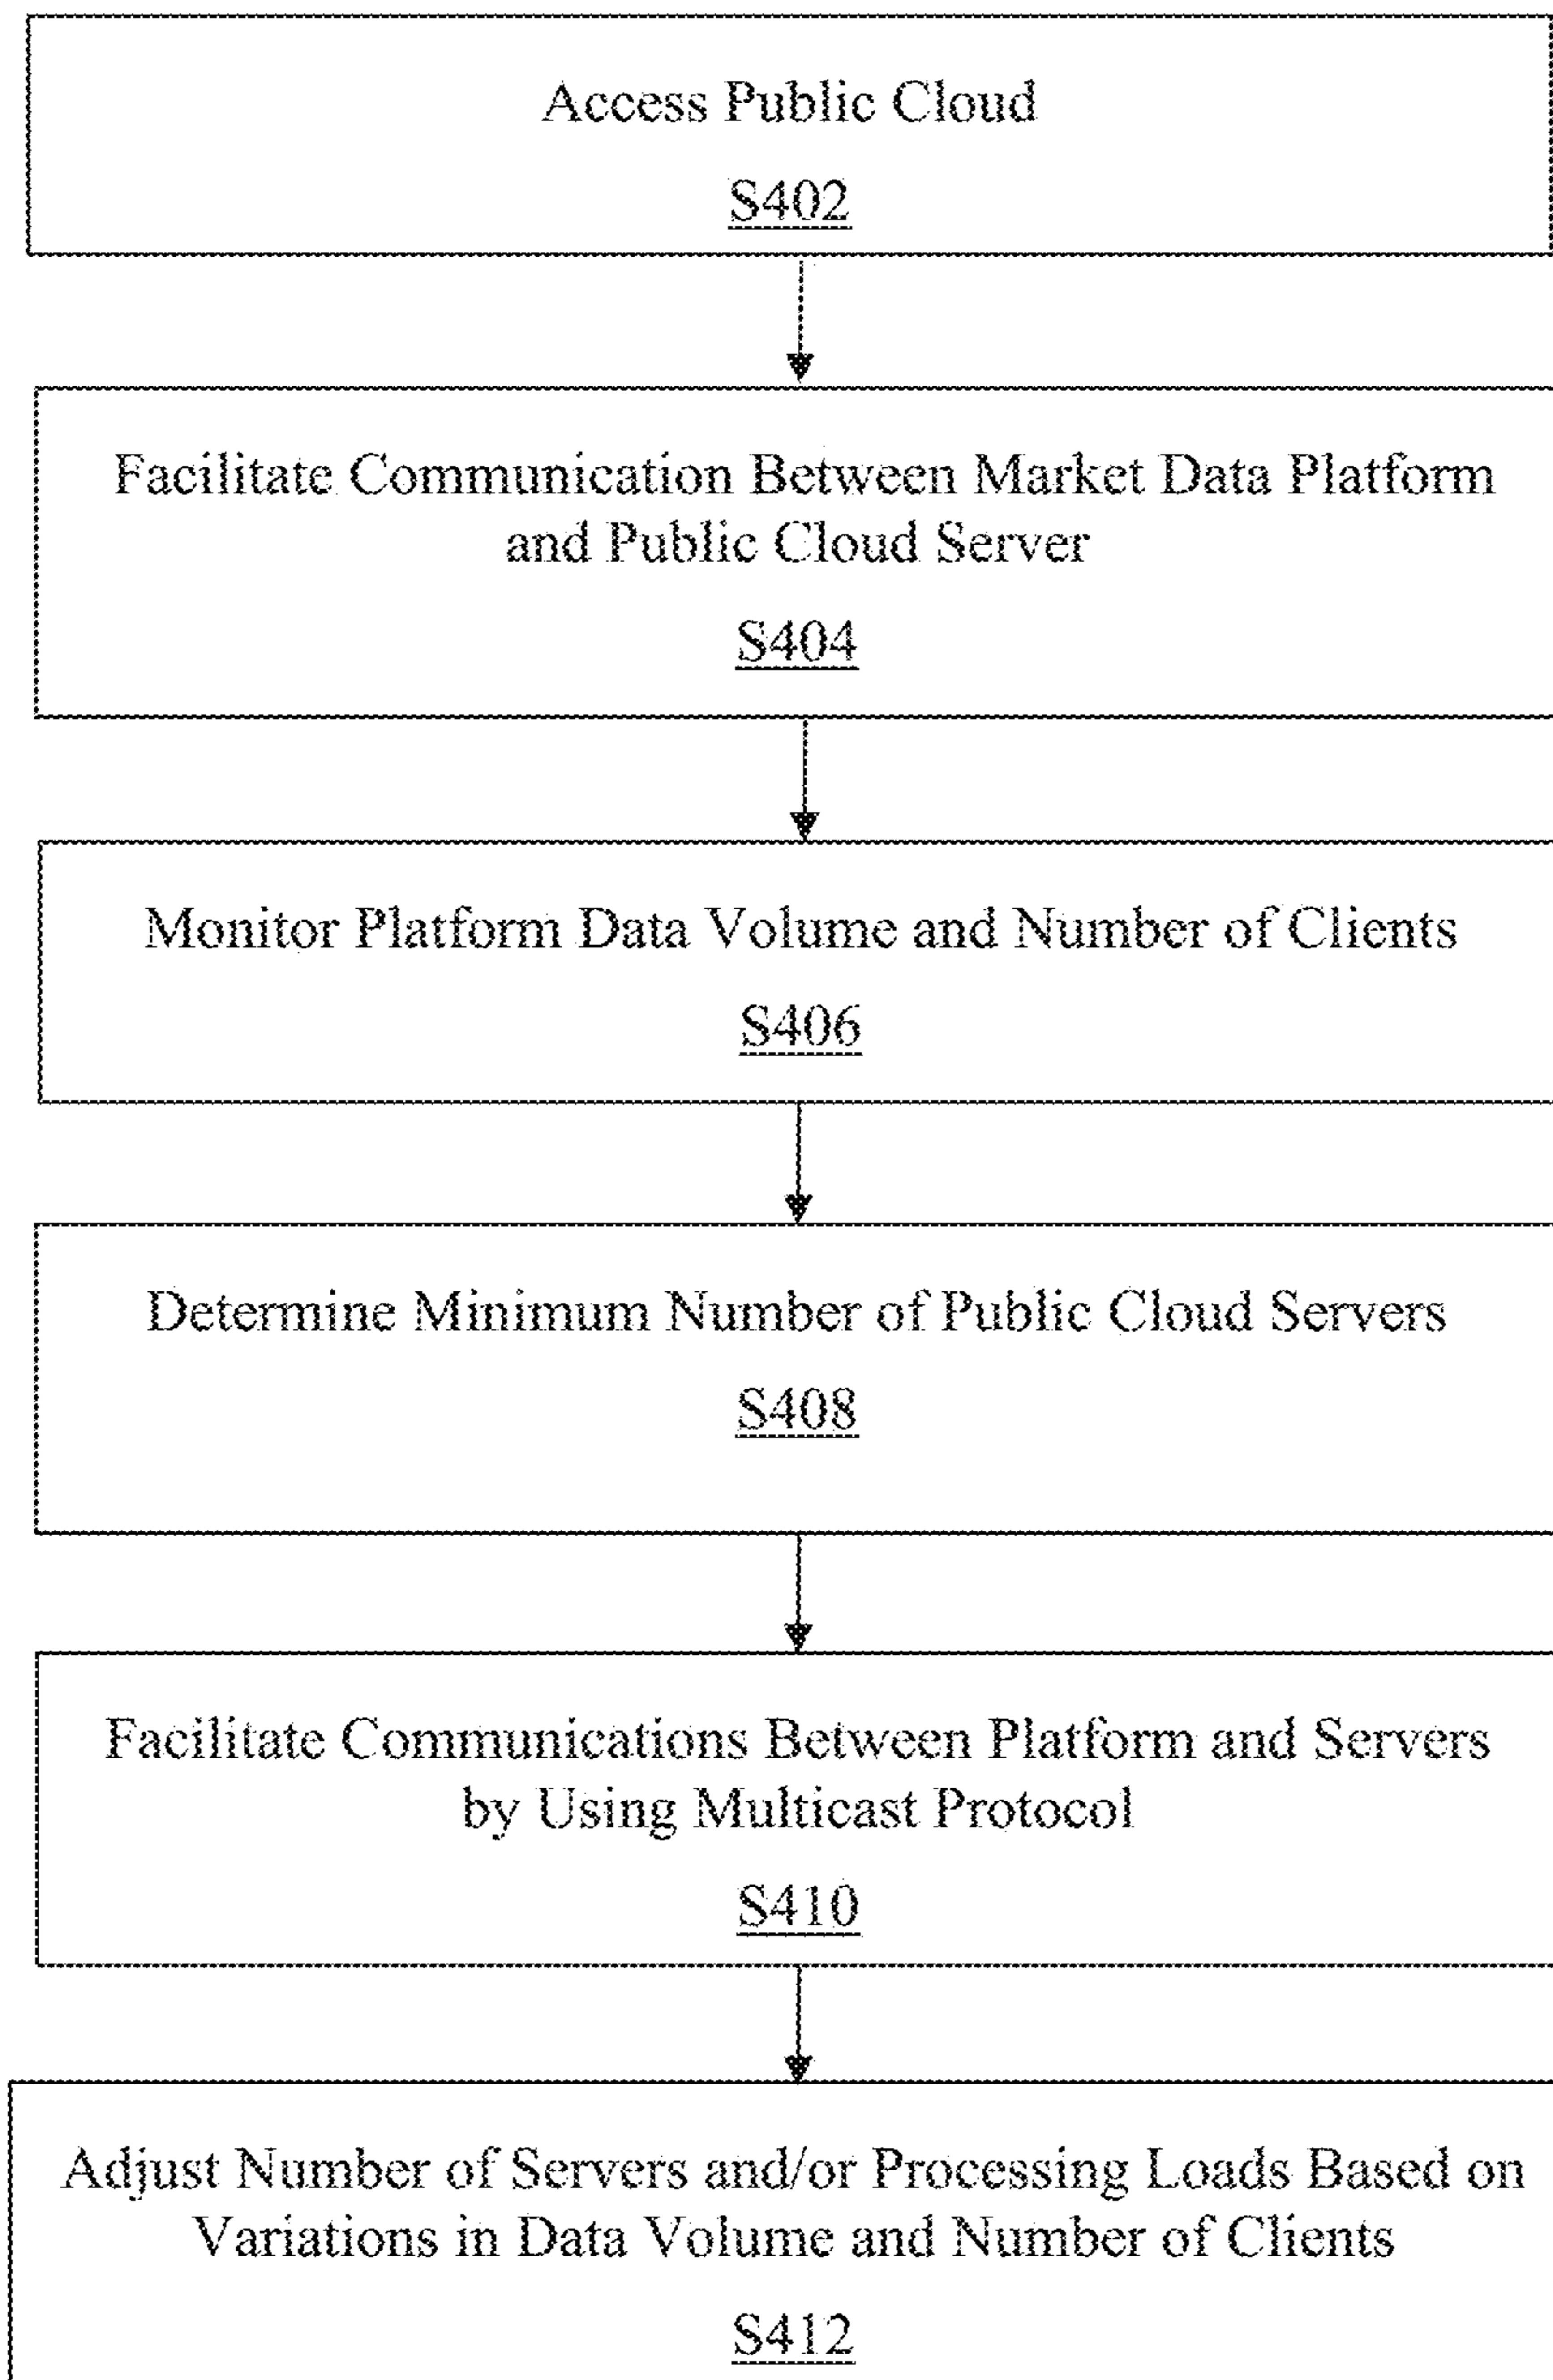 Access Public Cloud
S402
Facilitate Communication Between Market Data Platform
and Public Cloud Server
S404
Monitor Platform Data Volume and Number of Clients
S406
Determine Minimum Number of Public Cloud Servers
S408
Facilitate Communications Between Platform and Servers
by Using Multicast Protocol
S410
Adjust Number of Servers and/or Processing Loads Based on
Variations in Data Volume and Number of Clients
S412